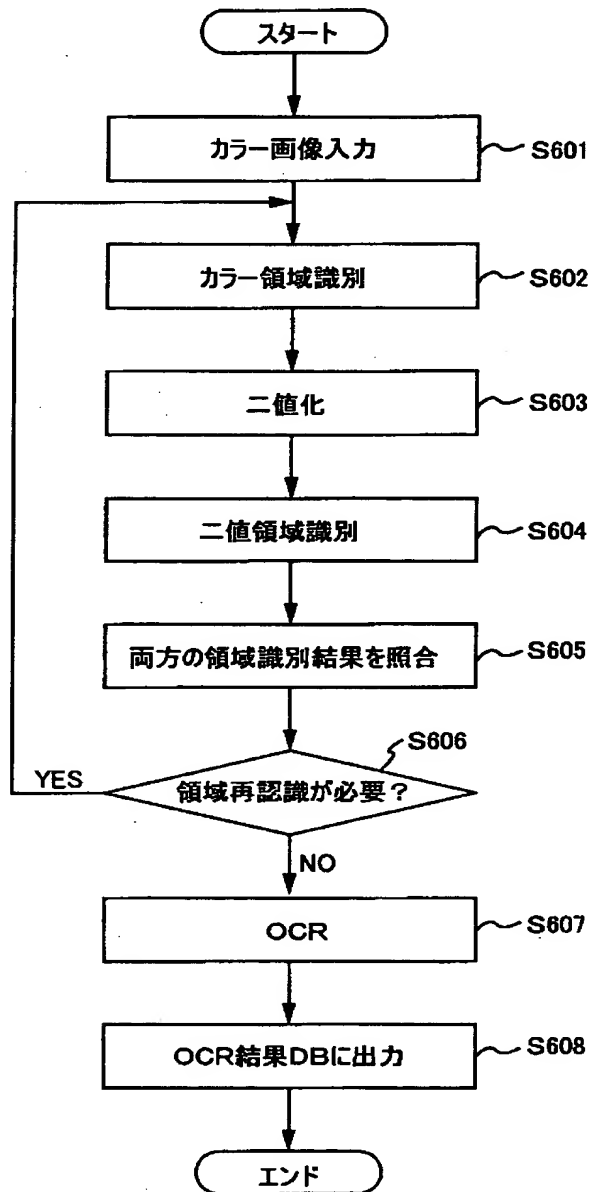 スタート
カラー画像入力
S601
カラー領域識別
S602
二値化
S603
二値領域識別
S604
両方の領域識別結果を照合
S605
S606
YES
領域再認識が必要？
NO
OCR
S607
OCR結果DBに出力
S608
エンド